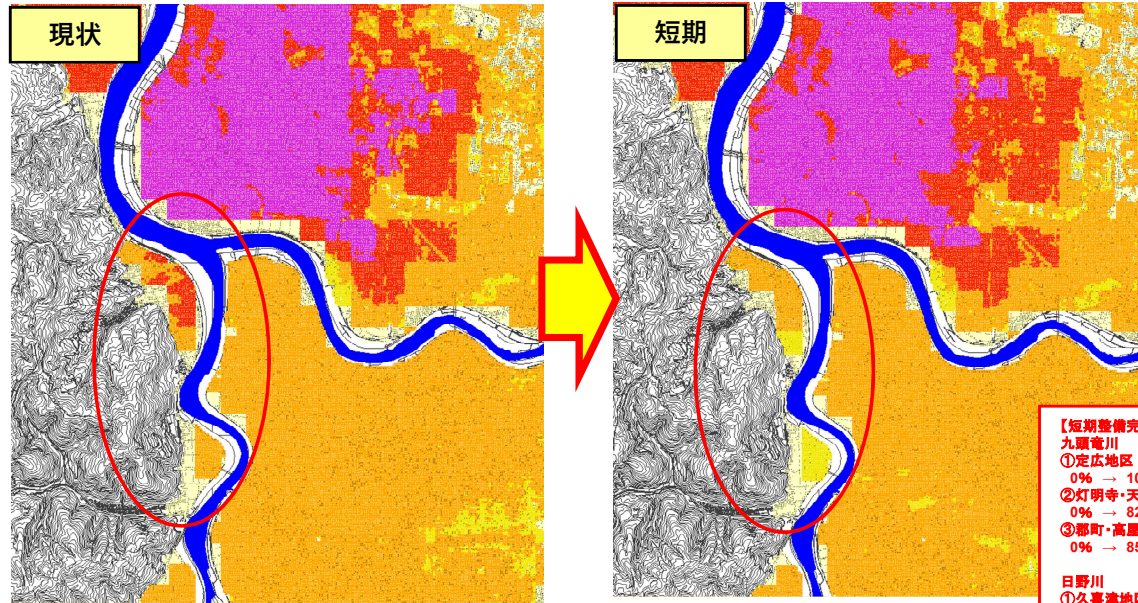 現状
短期
【短期整備完
九頭竜川
①定広地区
0% → 10
②灯明寺・天
0% → 82
③郡町・高屋
0% → 85
日野川
①久喜津地